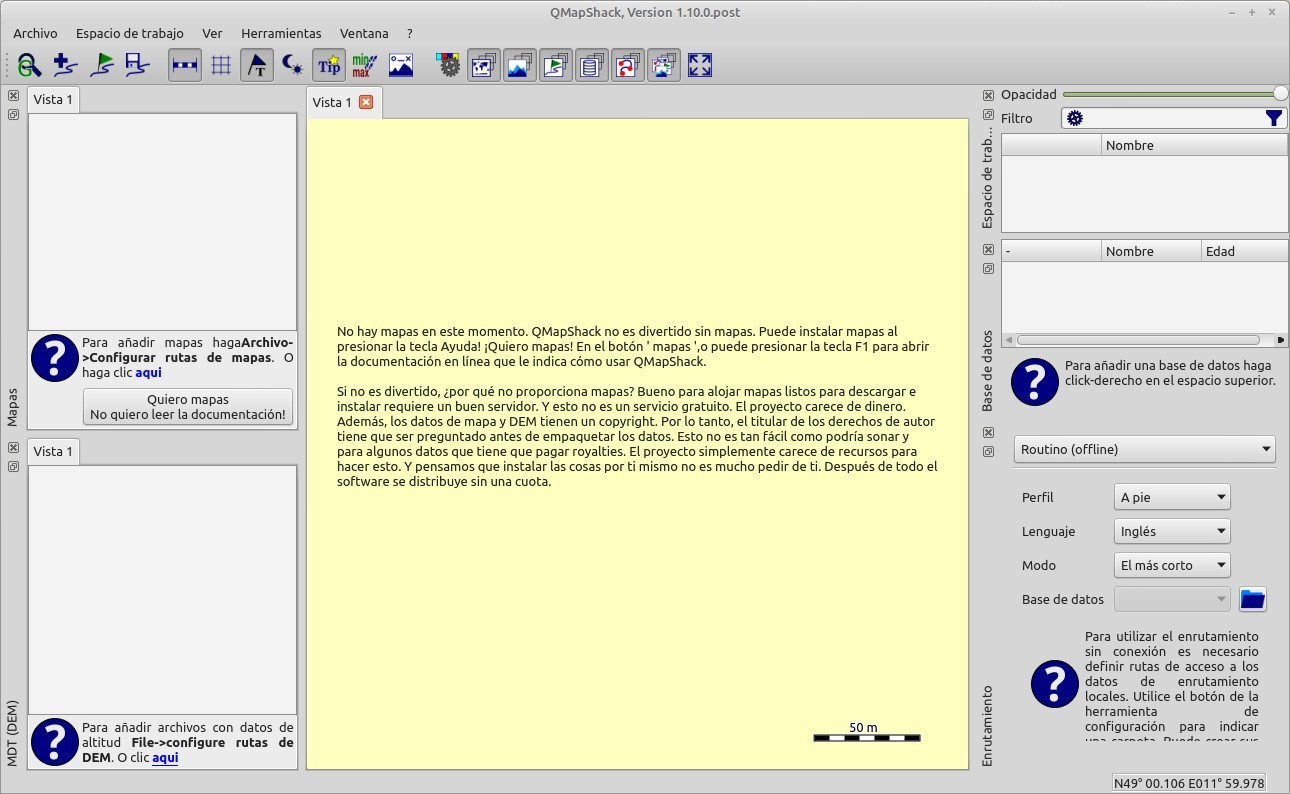 QMapShack, Version 1.10.0.post
Archivo Espacio de trabajo Ver Herramientas Ventana ?
Tip
min
max
Vista 1
Mapas
Para añadir mapas hagaArchivo-
>Configurar rutas de mapas. O
haga clic aqui
Quiero mapas
No quiero leer la documentación!
Vista 1
MDT (DEM)
Para añadir archivos con datos de
altitud File->configure rutas de
DEM. O clic aqui
Vista 1
No hay mapas en este momento. QMapShack no es divertido sin mapas. Puede instalar mapas al
presionar la tecla Ayuda! ¡Quiero mapas! En el botón ' mapas ',o puede presionar la tecla F1 para abrir
la documentación en línea que le indica cómo usar QMapShack.
Si no es divertido, ¿por qué no proporciona mapas? Bueno para alojar mapas listos para descargar e
instalar requiere un buen servidor. Y esto no es un servicio gratuito. El proyecto carece de dinero.
Además, los datos de mapa y DEM tienen un copyright. Por lo tanto, el titular de los derechos de autor
tiene que ser preguntado antes de empaquetar los datos. Esto no es tan fácil como podría sonar y
para algunos datos que tiene que pagar royalties. El proyecto simplemente carece de recursos para
hacer esto. Y pensamos que instalar las cosas por ti mismo no es mucho pedir de ti. Después de todo el
software se distribuye sin una cuota.
50 m
Espacio de trab...
Opacidad
Filtro
Nombre
Base de datos
- Nombre Edad
Para añadir una base de datos haga
click-derecho en el espacio superior.
Enrutamiento
Routino (offline)
Perfil A pie
Lenguaje Inglés
Modo El más corto
Base de datos
Para utilizar el enrutamiento
sin conexión es necesario
definir rutas de acceso a los
datos de enrutamiento
locales. Utilice el botón de la
herramienta de
configuración para indicar
una carpeta. Puede crear sus
N49° 00.106 E011° 59.978